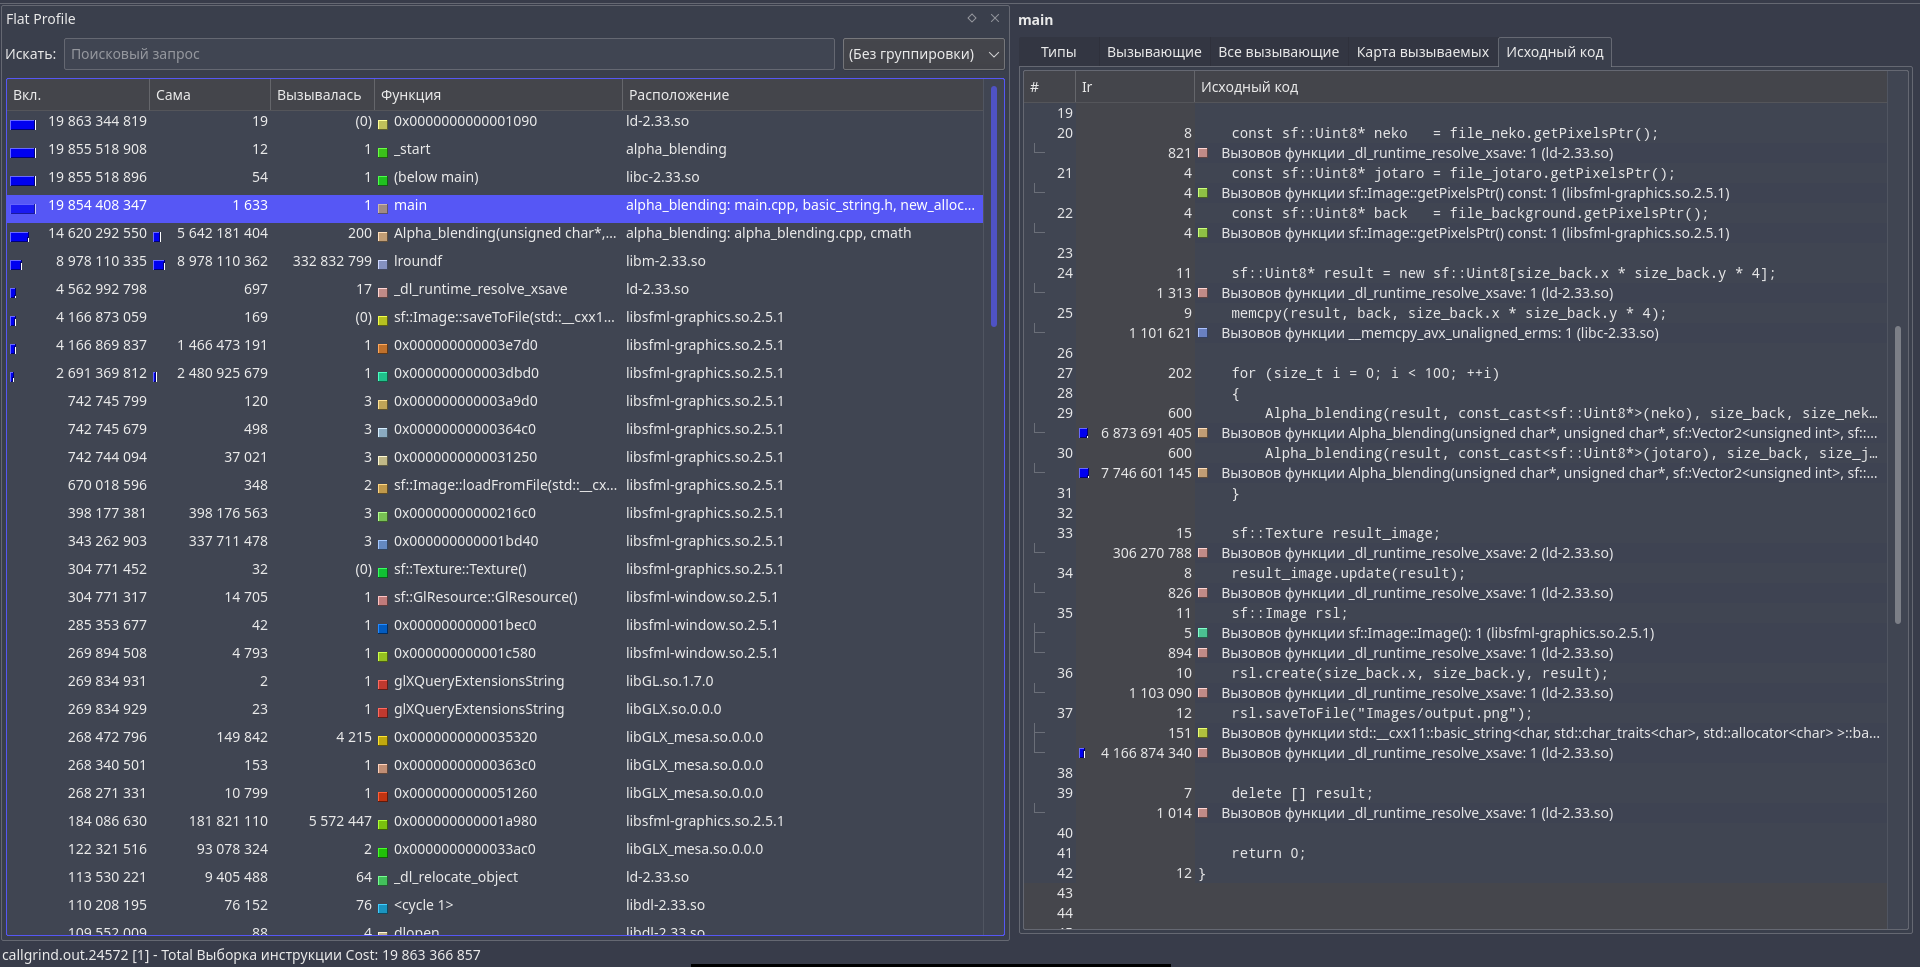 Flat Profile
Искать: Поисковый запрос (Без группировки)
Вкл. Сама Вызывалась Функция Расположение
19 863 344 819 19 (0) 0x0000000000001090 ld-2.33.so
19 855 518 908 12 1 _start alpha_blending
19 855 518 896 54 1 (below main) libc-2.33.so
19 854 408 347 1 633 1 main alpha_blending: main.cpp, basic_string.h, new_alloc...
14 620 292 550 5 642 181 404 200 Alpha_blending(unsigned char*,... alpha_blending: alpha_blending.cpp, cmath
8 978 110 335 8 978 110 362 332 832 799 lroundf libm-2.33.so
4 562 992 798 697 17 _dl_runtime_resolve_xsave ld-2.33.so
4 166 873 059 169 (0) sf::Image::saveToFile(std::__cxx1... libsfml-graphics.so.2.5.1
4 166 869 837 1 466 473 191 1 0x000000000003e7d0 libsfml-graphics.so.2.5.1
2 691 369 812 2 480 925 679 1 0x000000000003dbd0 libsfml-graphics.so.2.5.1
742 745 799 120 3 0x000000000003a9d0 libsfml-graphics.so.2.5.1
742 745 679 498 3 0x00000000000364c0 libsfml-graphics.so.2.5.1
742 744 094 37 021 3 0x0000000000031250 libsfml-graphics.so.2.5.1
670 018 596 348 2 sf::Image::loadFromFile(std::__cx... libsfml-graphics.so.2.5.1
398 177 381 398 176 563 3 0x00000000000216c0 libsfml-graphics.so.2.5.1
343 262 903 337 711 478 3 0x000000000001bd40 libsfml-graphics.so.2.5.1
304 771 452 32 (0) sf::Texture::Texture() libsfml-graphics.so.2.5.1
304 771 317 14 705 1 sf::GlResource::GlResource() libsfml-window.so.2.5.1
285 353 677 42 1 0x000000000001bec0 libsfml-window.so.2.5.1
269 894 508 4 793 1 0x000000000001c580 libsfml-window.so.2.5.1
269 834 931 2 1 glXQueryExtensionsString libGL.so.1.7.0
269 834 929 23 1 glXQueryExtensionsString libGLX.so.0.0.0
268 472 796 149 842 4 215 0x0000000000035320 libGLX_mesa.so.0.0.0
268 340 501 153 1 0x00000000000363c0 libGLX_mesa.so.0.0.0
268 271 331 10 799 1 0x0000000000051260 libGLX_mesa.so.0.0.0
184 086 630 181 821 110 5 572 447 0x000000000001a980 libsfml-graphics.so.2.5.1
122 321 516 93 078 324 2 0x0000000000033ac0 libGLX_mesa.so.0.0.0
113 530 221 9 405 488 64 _dl_relocate_object ld-2.33.so
110 208 195 76 152 76 <cycle 1> libdl-2.33.so
109 552 009 88 4 dlopen libdl-2.33.so
callgrind.out.24572 [1] - Total Выборка инструкции Cost: 19 863 366 857
main
Типы Вызывающие Все вызывающие Карта вызываемых Исходный код
# Ir Исходный код
19
20 8 const sf::Uint8* neko = file_neko.getPixelsPtr();
821 Вызовов функции _dl_runtime_resolve_xsave: 1 (ld-2.33.so)
21 4 const sf::Uint8* jotaro = file_jotaro.getPixelsPtr();
4 Вызовов функции sf::Image::getPixelsPtr() const: 1 (libsfml-graphics.so.2.5.1)
22 4 const sf::Uint8* back = file_background.getPixelsPtr();
4 Вызовов функции sf::Image::getPixelsPtr() const: 1 (libsfml-graphics.so.2.5.1)
23
24 11 sf::Uint8* result = new sf::Uint8[size_back.x * size_back.y * 4];
1 313 Вызовов функции _dl_runtime_resolve_xsave: 1 (ld-2.33.so)
25 9 memcpy(result, back, size_back.x * size_back.y * 4);
1 101 621 Вызовов функции __memcpy_avx_unaligned_erms: 1 (libc-2.33.so)
26
27 202 for (size_t i = 0; i < 100; ++i)
28 {
29 600 Alpha_blending(result, const_cast<sf::Uint8*>(neko), size_back, size_nek...
6 873 691 405 Вызовов функции Alpha_blending(unsigned char*, unsigned char*, sf::Vector2<unsigned int>, sf::...
30 600 Alpha_blending(result, const_cast<sf::Uint8*>(jotaro), size_back, size_j...
7 746 601 145 Вызовов функции Alpha_blending(unsigned char*, unsigned char*, sf::Vector2<unsigned int>, sf::...
31 }
32
33 15 sf::Texture result_image;
306 270 788 Вызовов функции _dl_runtime_resolve_xsave: 2 (ld-2.33.so)
34 8 result_image.update(result);
826 Вызовов функции _dl_runtime_resolve_xsave: 1 (ld-2.33.so)
35 11 sf::Image rsl;
5 Вызовов функции sf::Image::Image(): 1 (libsfml-graphics.so.2.5.1)
894 Вызовов функции _dl_runtime_resolve_xsave: 1 (ld-2.33.so)
36 10 rsl.create(size_back.x, size_back.y, result);
1 103 090 Вызовов функции _dl_runtime_resolve_xsave: 1 (ld-2.33.so)
37 12 rsl.saveToFile("Images/output.png");
151 Вызовов функции std::__cxx11::basic_string<char, std::char_traits<char>, std::allocator<char> >::ba...
4 166 874 340 Вызовов функции _dl_runtime_resolve_xsave: 1 (ld-2.33.so)
38
39 7 delete [] result;
1 014 Вызовов функции _dl_runtime_resolve_xsave: 1 (ld-2.33.so)
40
41 return 0;
42 12 }
43
44